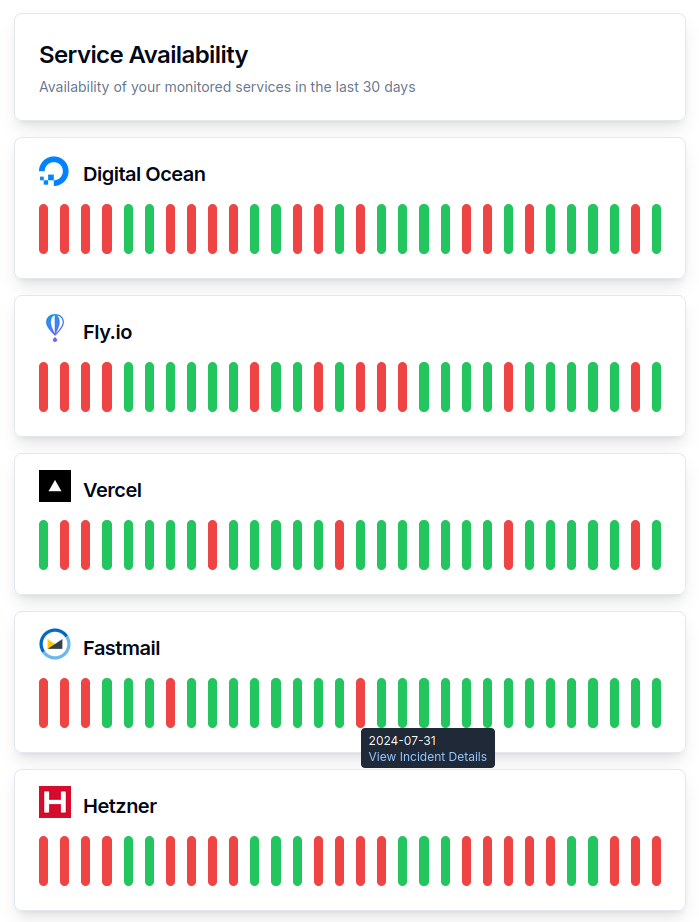 Service Availability
Availability of your monitored services in the last 30 days
Digital Ocean
Fly.io
Vercel
Fastmail
2024-07-31
View Incident Details
Hetzner